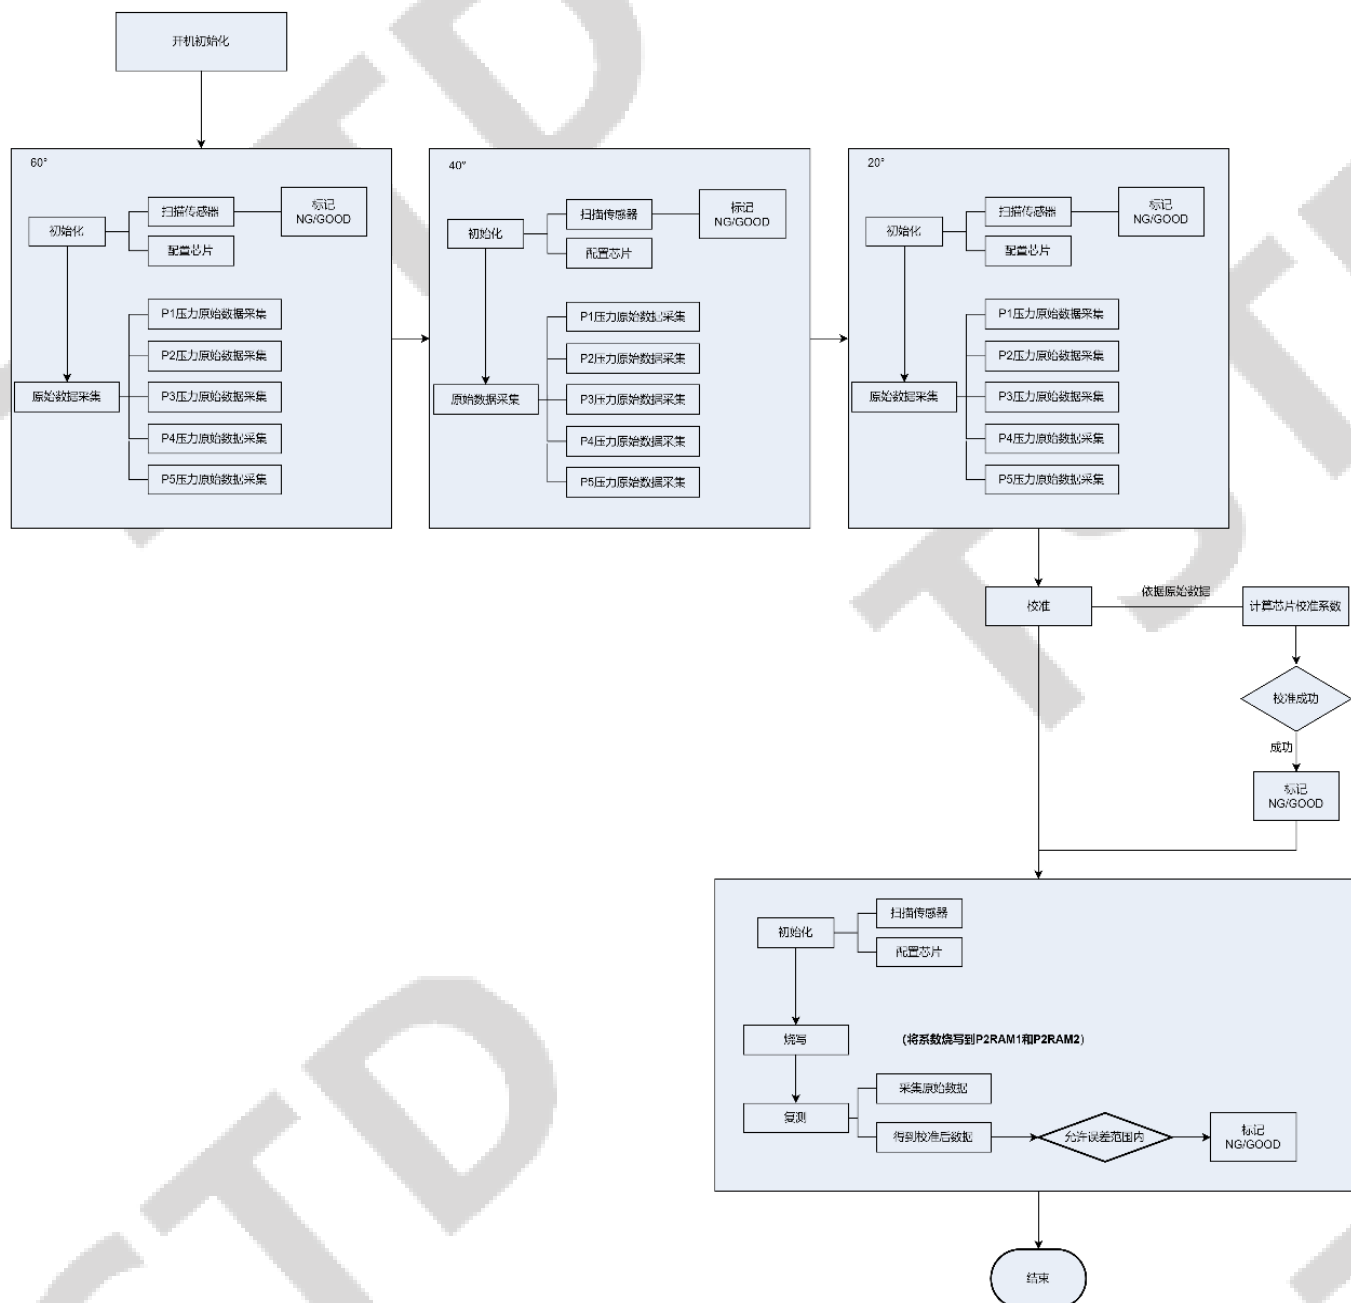 开机初始化
60°
初始化
扫描传感器
配置芯片
标记
NG/GOOD
原始数据采集
P1压力原始数据采集
P2压力原始数据采集
P3压力原始数据采集
P4压力原始数据采集
P5压力原始数据采集
40°
初始化
扫描传感器
配置芯片
标记
NG/GOOD
原始数据采集
P1压力原始数据采集
P2压力原始数据采集
P3压力原始数据采集
P4压力原始数据采集
P5压力原始数据采集
20°
初始化
扫描传感器
配置芯片
标记
NG/GOOD
原始数据采集
P1压力原始数据采集
P2压力原始数据采集
P3压力原始数据采集
P4压力原始数据采集
P5压力原始数据采集
校准
依据原始数据
计算芯片校准系数
校准成功
成功
标记
NG/GOOD
初始化
扫描传感器
配置芯片
烧写
（将系数烧写到P2RAM1和P2RAM2）
复测
采集原始数据
得到校准后数据
允许误差范围内
标记
NG/GOOD
结束